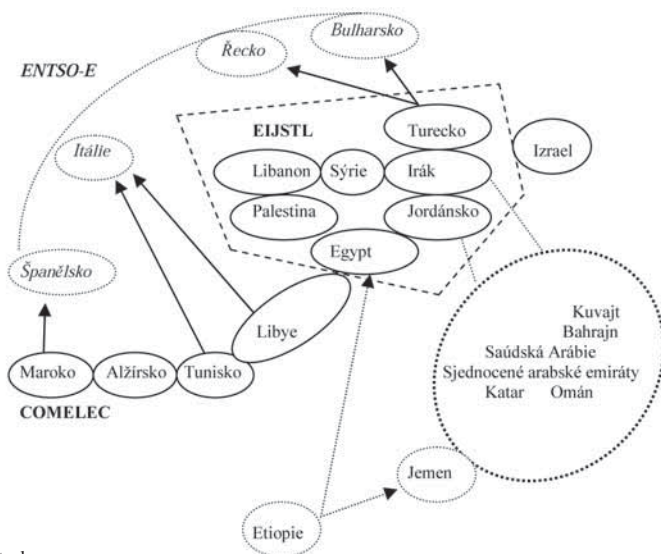 Bulharsko
Řecko
ENTSO-E
EIJSTL
Turecko
Izrael
Itálie
Libanon
Sýrie
Irák
Palestina
Jordánsko
Egypt
Španělsko
Libye
Kuvajt
Bahrajn
Saúdská Arábie
Sjednocené arabské emiráty
Katar Omán
Maroko
Alžírsko
Tunisko
COMELEC
Jemen
Etiopie